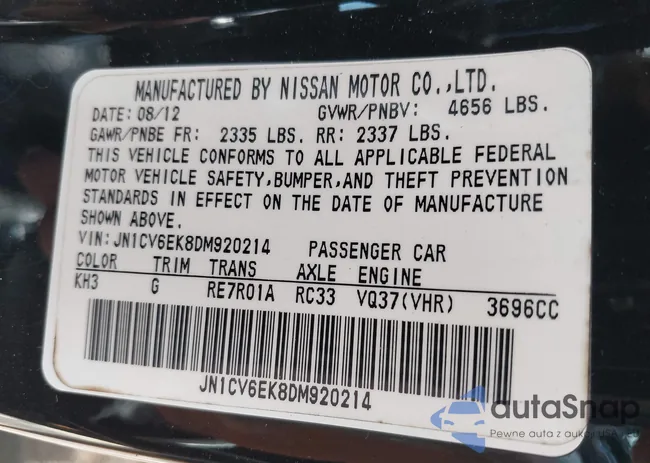 MANUFACTURED BY NISSAN MOTOR CO.,LTD.
DATE: 08/12 GVWR/PNBV: 4656 LBS.
GAWR/PNBE FR: 2335 LBS. RR: 2337 LBS.
THIS VEHICLE CONFORMS TO ALL APPLICABLE FEDERAL
MOTOR VEHICLE SAFETY,BUMPER,AND THEFT PREVENTION
STANDARDS IN EFFECT ON THE DATE OF MANUFACTURE
SHOWN ABOVE.
VIN:JN1CV6EK8DM920214 PASSENGER CAR
COLOR TRIM TRANS AXLE ENGINE
KH3 G RE7R01A RC33 VQ37(VHR) 3696CC
JN1CV6EK8DM920214
autaSnap
Pewne auta z aukcji USA